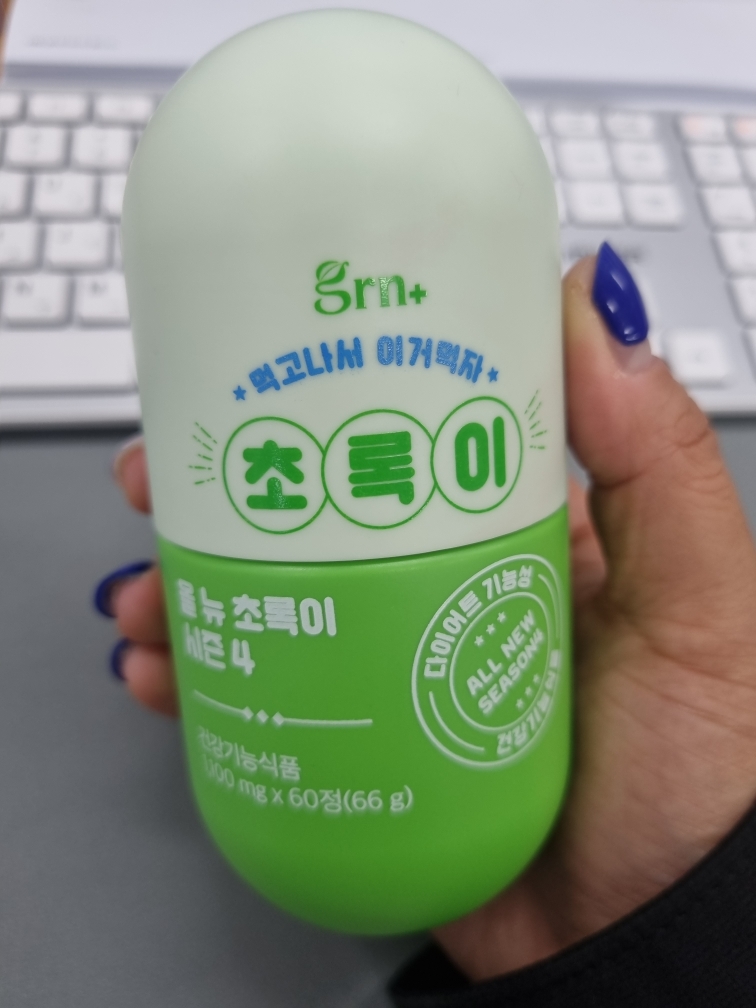 grn+
먹고나서 이거먹자
초록이
올 뉴 초록이
시즌 4
건강기능식품
1,100 mg x 60정(66 g)
다이어트 기능성
ALL NEW
SEASON4
건강기능식품